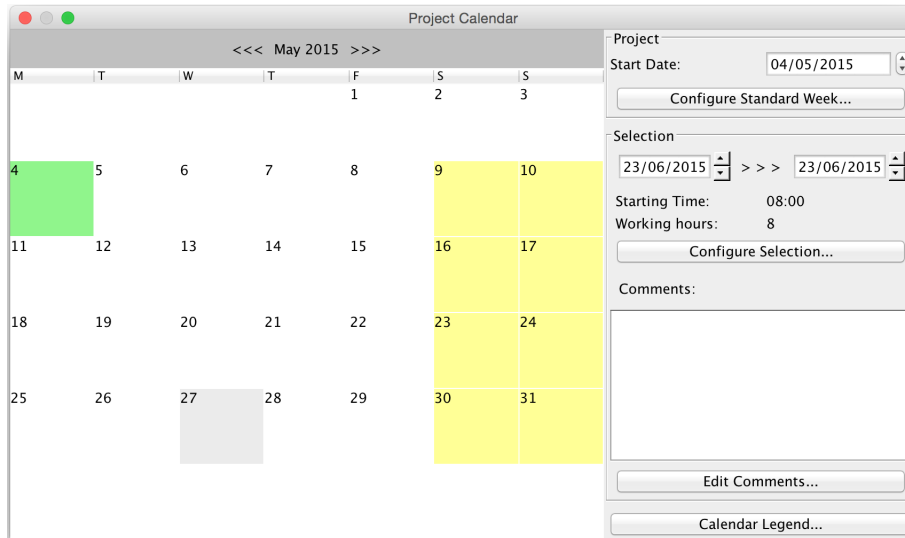 Project Calendar
<<< May 2015 >>>
M T W T F S S
1 2 3
4 5 6 7 8 9 10
11 12 13 14 15 16 17
18 19 20 21 22 23 24
25 26 27 28 29 30 31
Project
Start Date: 04/05/2015
Configure Standard Week...
Selection
23/06/2015 > > > 23/06/2015
Starting Time: 08:00
Working hours: 8
Configure Selection...
Comments:
Edit Comments...
Calendar Legend...